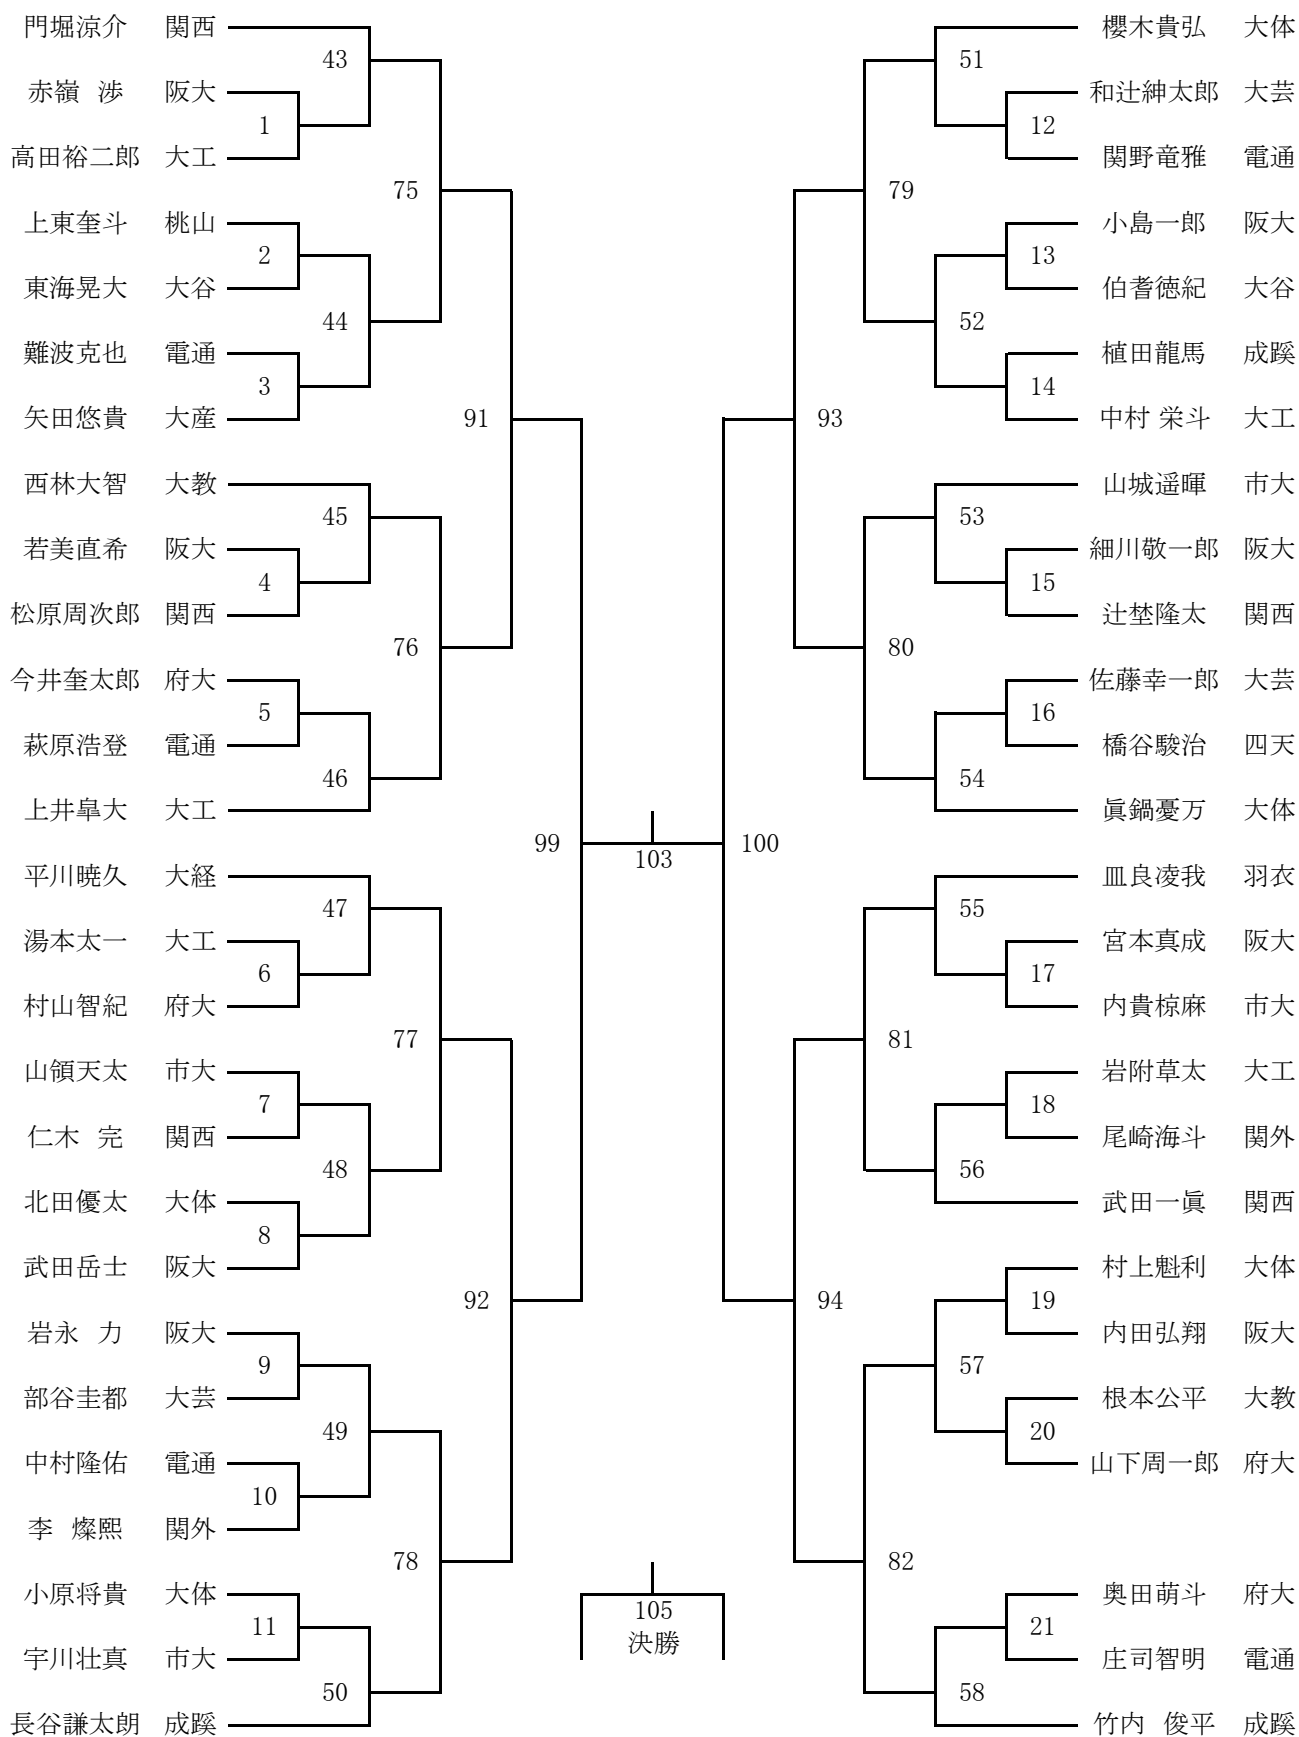 門堀涼介 関西
43
赤嶺 渉 阪大
1
高田裕二郎 大工
75
上東奎斗 桃山
2
東海晃大 大谷
44
難波克也 電通
3
矢田悠貴 大産
91
西林大智 大教
45
若美直希 阪大
4
松原周次郎 関西
76
今井奎太郎 府大
5
萩原浩登 電通
46
上井皐大 大工
99
平川暁久 大経
47
湯本太一 大工
6
村山智紀 府大
77
山領天太 市大
7
仁木 完 関西
48
北田優太 大体
8
武田岳士 阪大
92
岩永 力 阪大
9
部谷圭都 大芸
49
中村隆佑 電通
10
李 燦熙 関外
78
小原将貴 大体
11
宇川壮真 市大
50
長谷謙太朗 成蹊
103
105
決勝
櫻木貴弘 大体
51
和辻紳太郎 大芸
12
関野竜雅 電通
79
小島一郎 阪大
13
伯耆徳紀 大谷
52
植田龍馬 成蹊
14
中村 栄斗 大工
93
山城遥暉 市大
53
細川敬一郎 阪大
15
辻埜隆太 関西
80
佐藤幸一郎 大芸
16
橋谷駿治 四天
54
眞鍋憂万 大体
100
皿良凌我 羽衣
55
宮本真成 阪大
17
内貴椋麻 市大
81
岩附草太 大工
18
尾崎海斗 関外
56
武田一眞 関西
村上魁利 大体
94
19
内田弘翔 阪大
57
根本公平 大教
20
山下周一郎 府大
82
奥田萌斗 府大
21
庄司智明 電通
58
竹内 俊平 成蹊